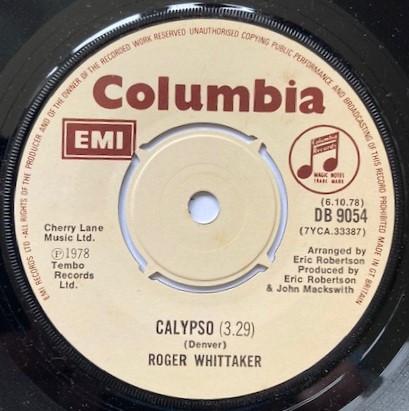 EMI RECORDS LTD · ALL RIGHTS OF THE PRODUCER AND OF THE OWNER OF THE RECORDED WORK RESERVED UNAUTHORISED COPYING PUBLIC PERFORMANCE AND BROADCASTING OF THIS RECORD PROHIBITED MADE IN GT BRITAIN
Columbia
EMI
Columbia
Records
MAGIC NOTES
TRADE MARK
(6.10.78)
DB 9054
(7YCA.33387)
Cherry Lane
Music Ltd.
Ⓟ1978
Tembo
Records
Ltd.
Arranged by
Eric Robertson
Produced by
Eric Robertson
& John Mackswith
CALYPSO (3.29)
(Denver)
ROGER WHITTAKER